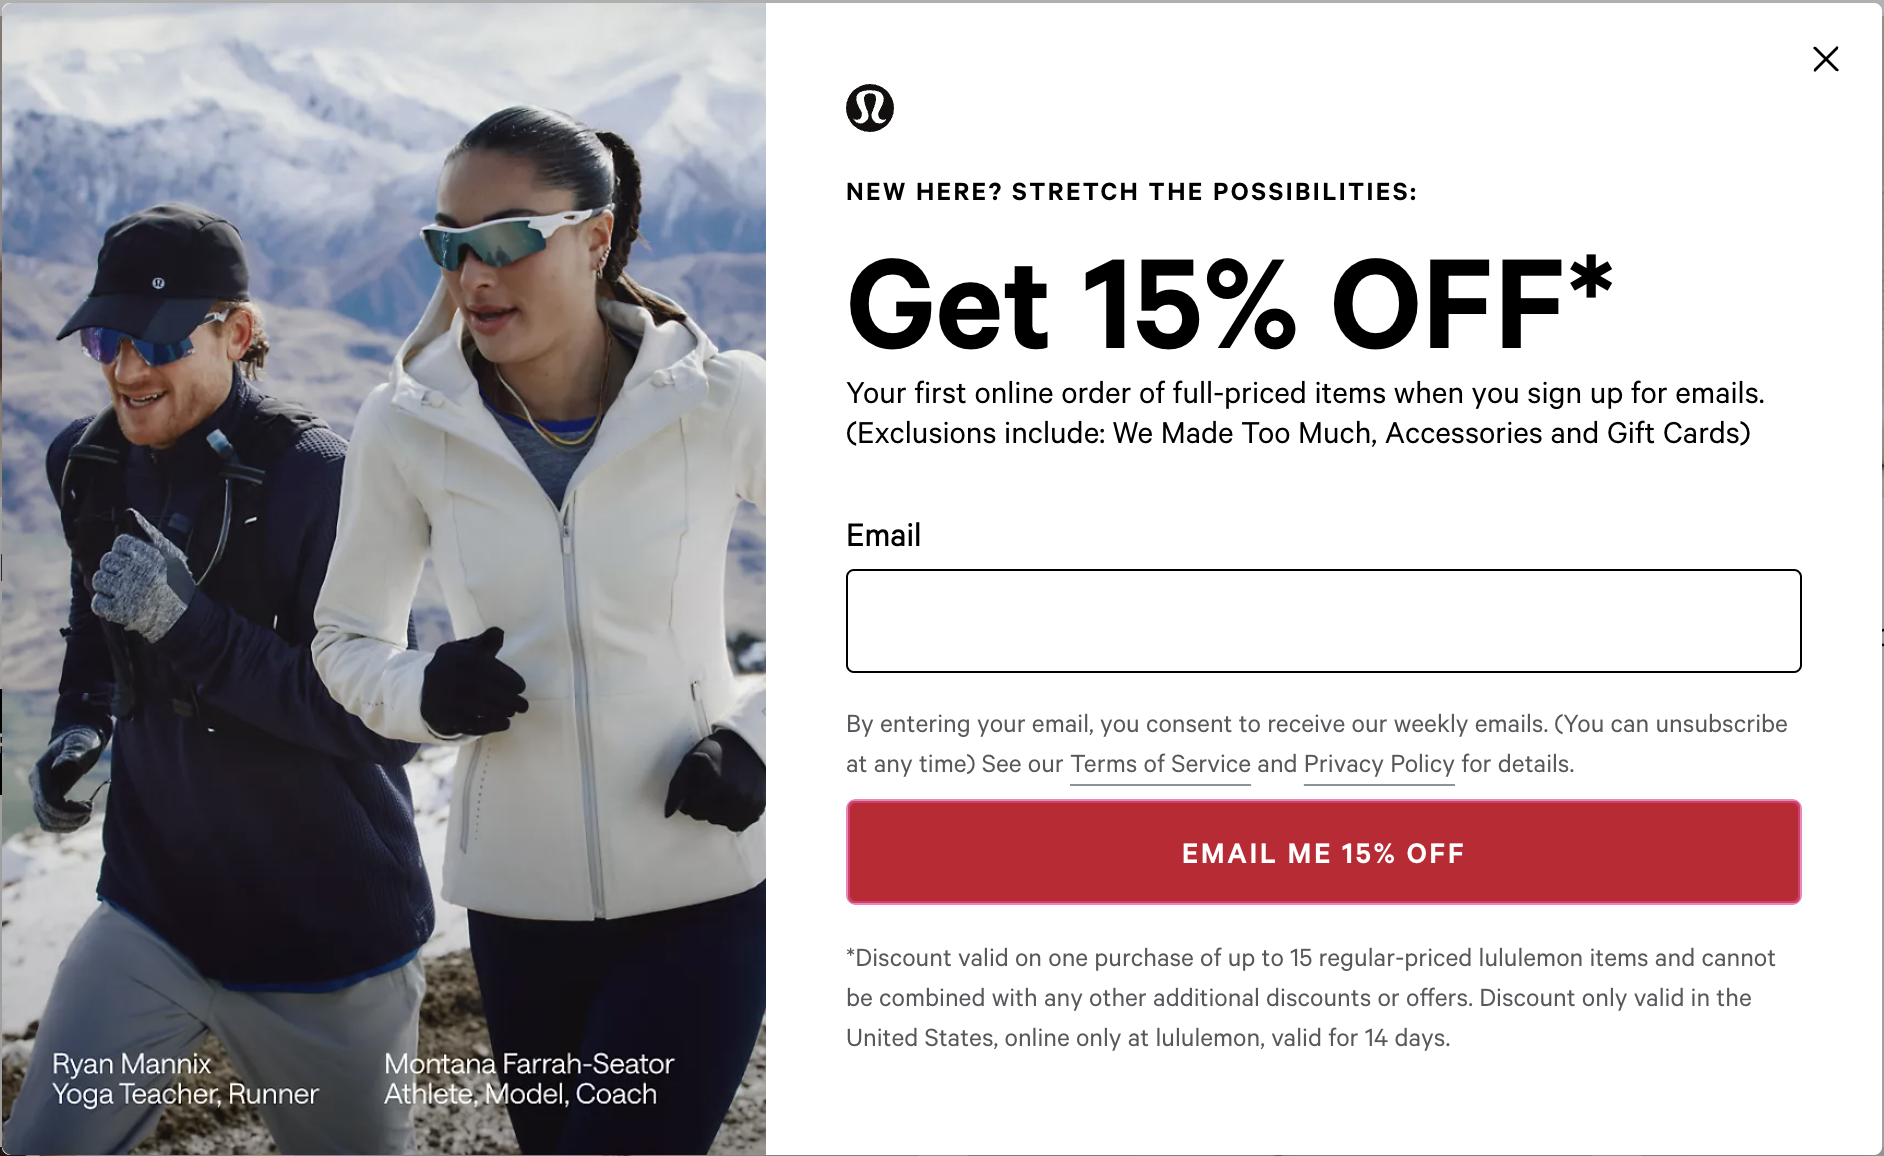 NEW HERE? STRETCH THE POSSIBILITIES:
Get 15% OFF*
Your first online order of full-priced items when you sign up for emails.
(Exclusions include: We Made Too Much, Accessories and Gift Cards)
Email
By entering your email, you consent to receive our weekly emails. (You can unsubscribe
at any time) See our Terms of Service and Privacy Policy for details.
EMAIL ME 15% OFF
*Discount valid on one purchase of up to 15 regular-priced lululemon items and cannot
be combined with any other additional discounts or offers. Discount only valid in the
United States, online only at lululemon, valid for 14 days.
Ryan Mannix
Yoga Teacher, Runner
Montana Farrah-Seator
Athlete, Model, Coach